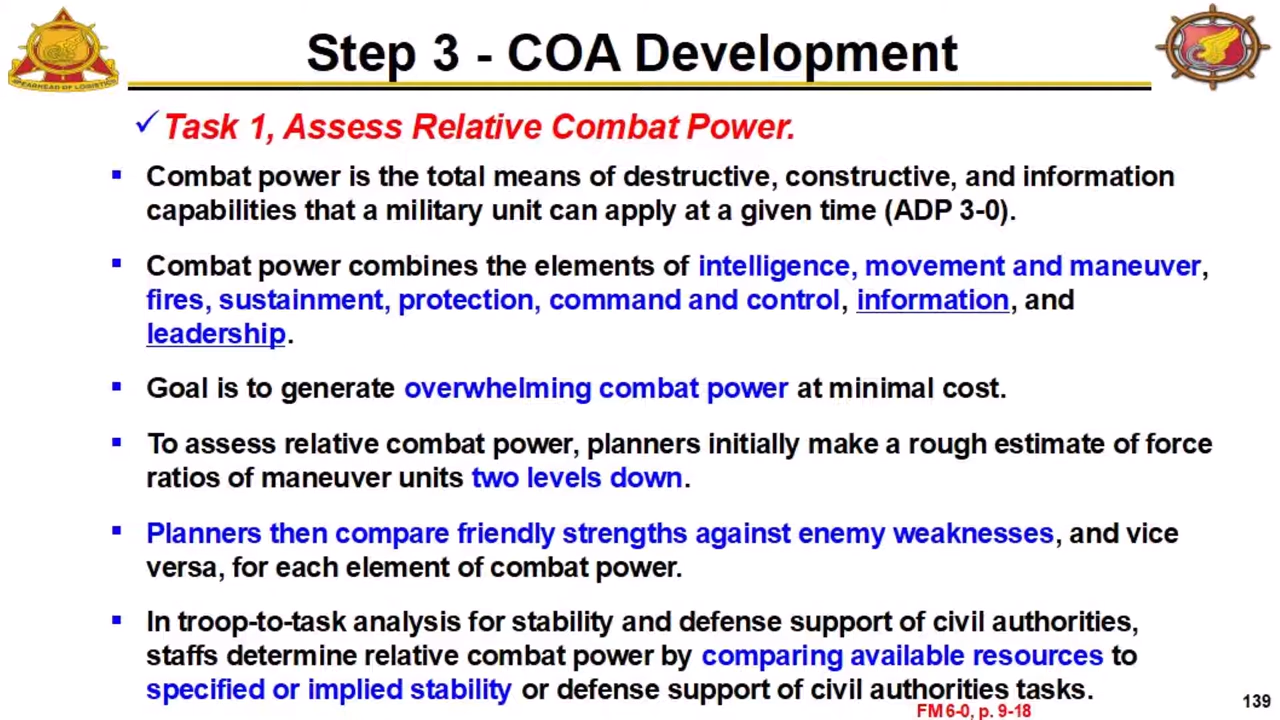 Step 3 - COA Development
SPEARHEAD OF LOGISTICS
✓ Task 1, Assess Relative Combat Power.
▪ Combat power is the total means of destructive, constructive, and information
capabilities that a military unit can apply at a given time (ADP 3-0).
▪ Combat power combines the elements of intelligence, movement and maneuver,
fires, sustainment, protection, command and control, information, and
leadership.
▪ Goal is to generate overwhelming combat power at minimal cost.
▪ To assess relative combat power, planners initially make a rough estimate of force
ratios of maneuver units two levels down.
▪ Planners then compare friendly strengths against enemy weaknesses, and vice
versa, for each element of combat power.
▪ In troop-to-task analysis for stability and defense support of civil authorities,
staffs determine relative combat power by comparing available resources to
specified or implied stability or defense support of civil authorities tasks.
FM 6-0, p. 9-18
139